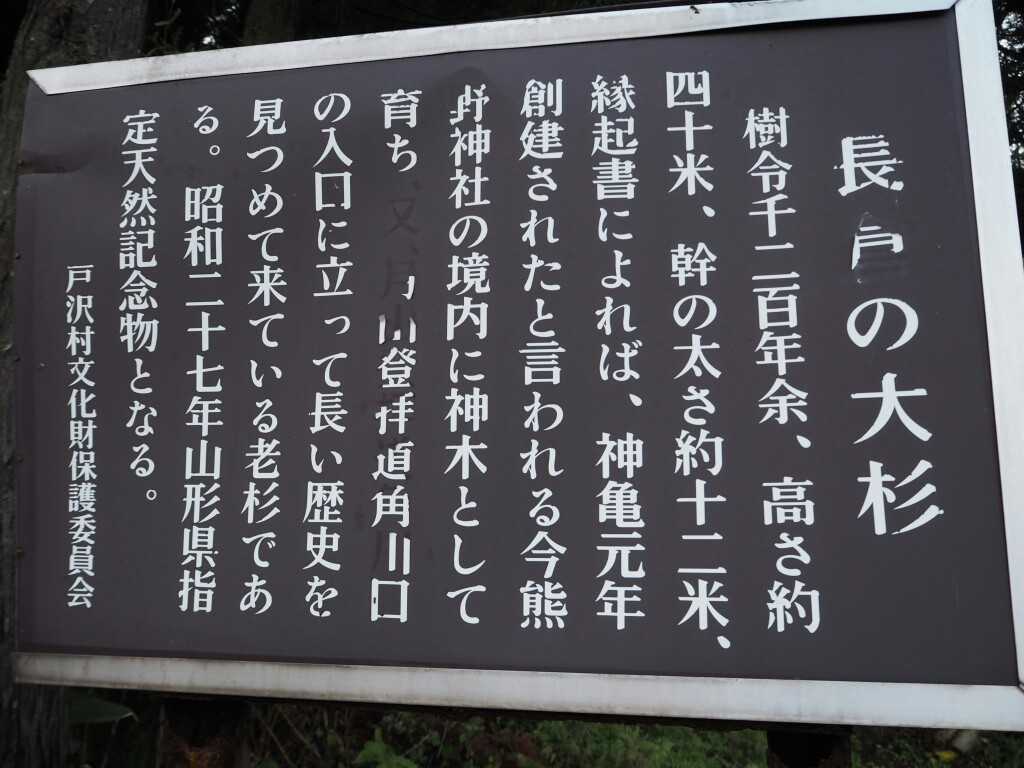 長戸の大杉
樹令千二百年余、高さ約
四十米、幹の太さ約十二米、
縁起書によれば、神亀元年
創建されたと言われる今熊
野神社の境内に神木として
育ち、又、月山登拝道角川口
の入口に立って長い歴史を
見つめて来ている老杉であ
る。昭和二十七年山形県指
定天然記念物となる。
戸沢村文化財保護委員会